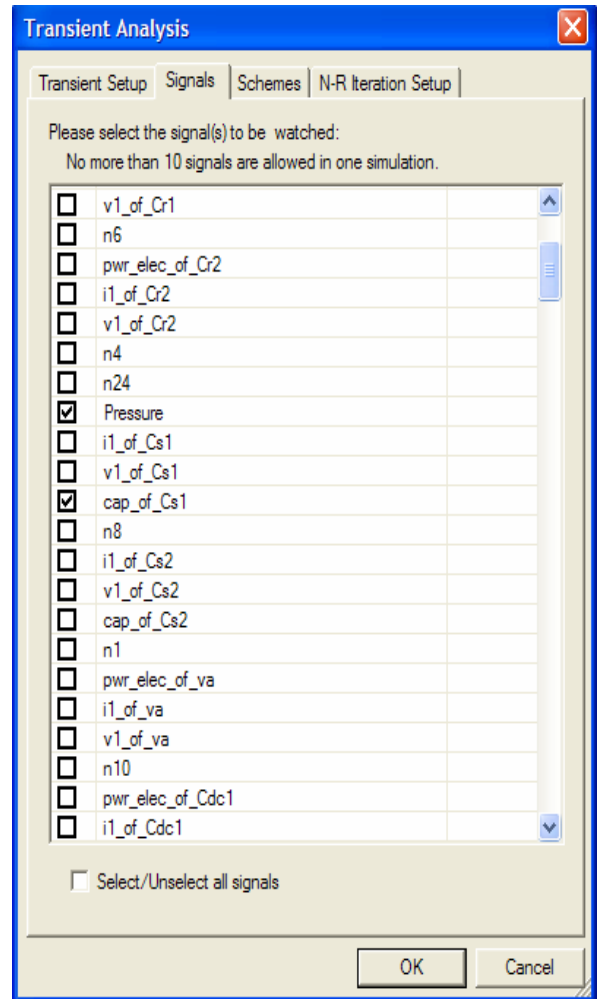 Transient Analysis
Transient Setup Signals Schemes N-R Iteration Setup
Please select the signal(s) to be watched:
No more than 10 signals are allowed in one simulation.
v1_of_Cr1
n6
pwr_elec_of_Cr2
i1_of_Cr2
v1_of_Cr2
n4
n24
Pressure
i1_of_Cs1
v1_of_Cs1
cap_of_Cs1
n8
i1_of_Cs2
v1_of_Cs2
cap_of_Cs2
n1
pwr_elec_of_va
i1_of_va
v1_of_va
n10
pwr_elec_of_Cdc1
i1_of_Cdc1
Select/Unselect all signals
OK Cancel